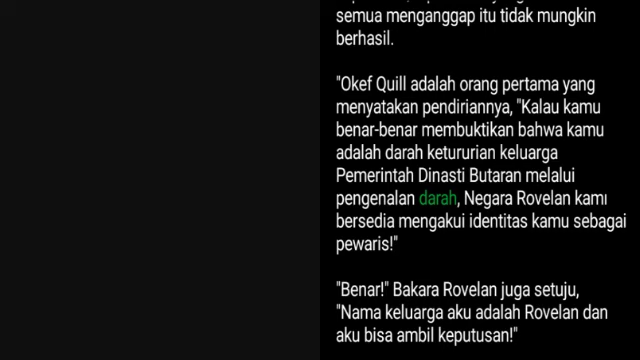 semua menganggap itu tidak mungkin
berhasil.
"Okef Quill adalah orang pertama yang
menyatakan pendiriannya, "Kalau kamu
benar-benar membuktikan bahwa kamu
adalah darah ketururian keluarga
Pemerintah Dinasti Butaran melalui
pengenalan darah, Negara Rovelan kami
bersedia mengakui identitas kamu sebagai
pewaris!"
"Benar!" Bakara Rovelan juga setuju,
"Nama keluarga aku adalah Rovelan dan
aku bisa ambil keputusan!"